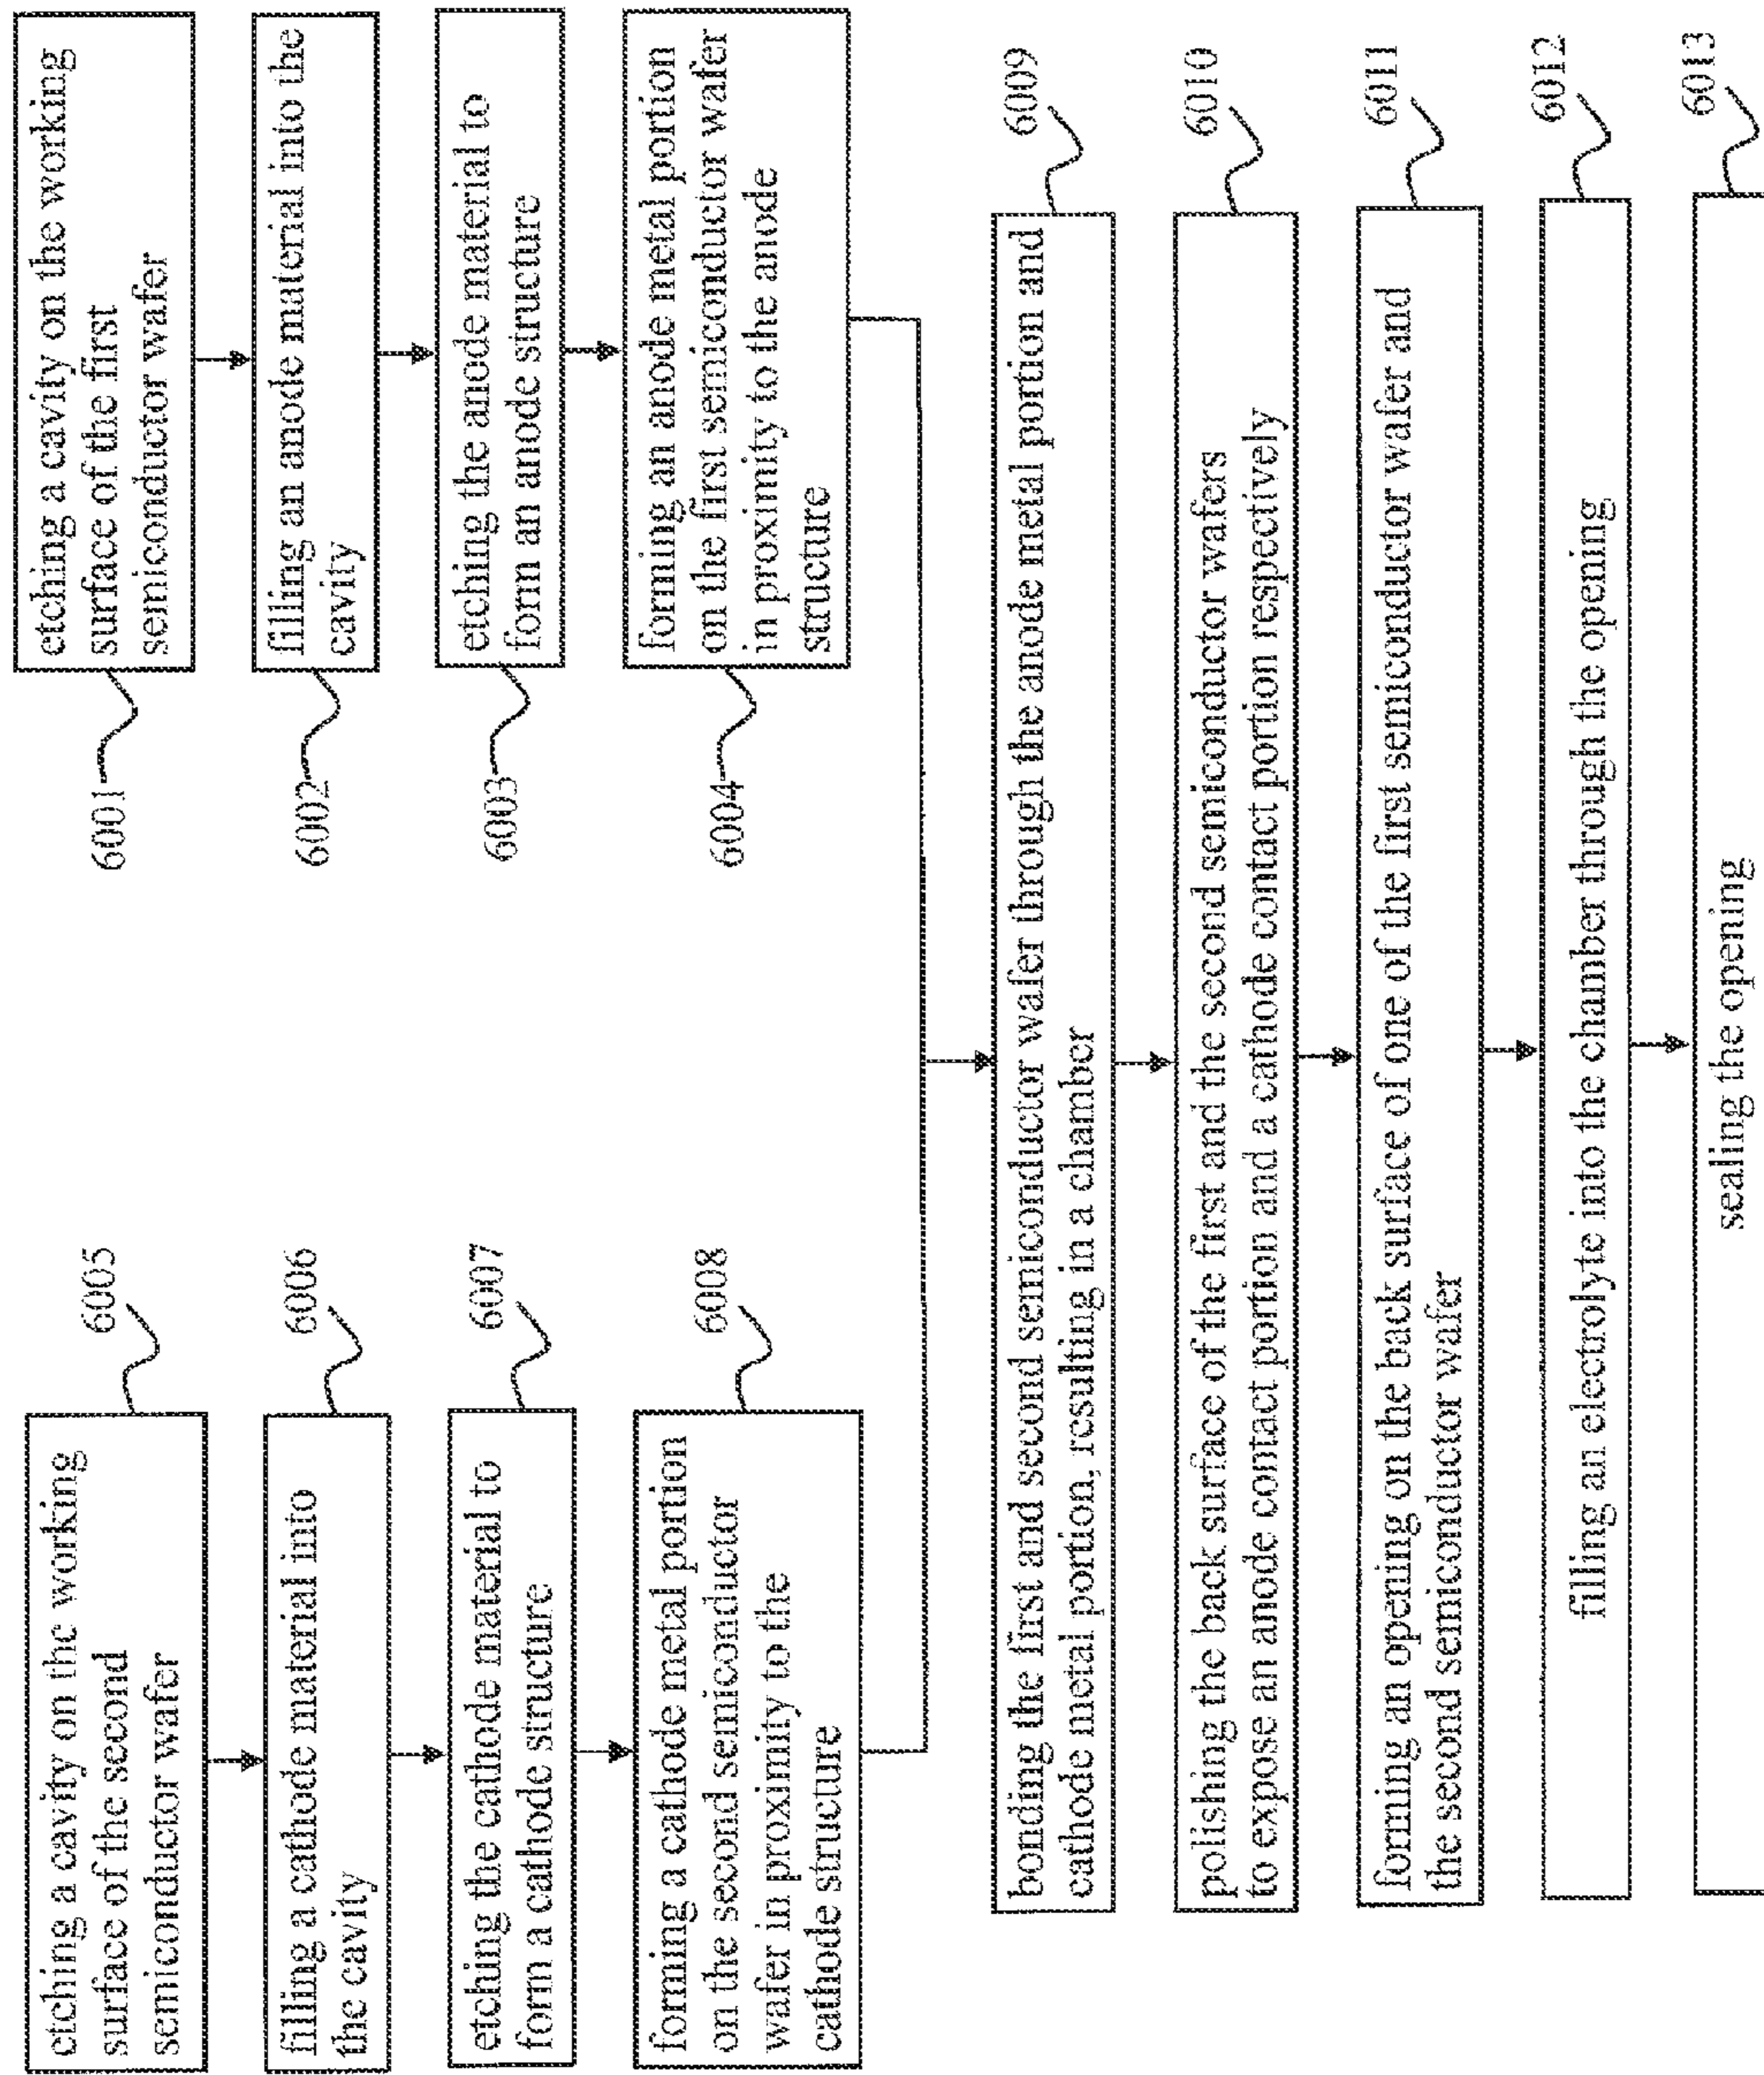 etching a cavity on the working
surface of the second
semiconductor wafer
6005
filling a cathode material into
the cavity
6006
etching the cathode material to
form a cathode structure
6007
forming a cathode metal portion
on the second semiconductor
wafer in proximity to the
cathode structure
6008
6001
etching a cavity on the working
surface of the first
semiconductor wafer
6002
filling an anode material into the
cavity
6003
etching the anode material to
form an anode structure
6004
forming an anode metal portion
on the first semiconductor wafer
in proximity to the anode
structure
bonding the first and second semiconductor wafer through the anode metal portion and
cathode metal portion, resulting in a chamber
6009
polishing the back surface of the first and the second semiconductor wafers
to expose an anode contact portion and a cathode contact portion respectively
6010
forming an opening on the back surface of one of the first semiconductor wafer and
the second semiconductor wafer
6011
filling an electrolyte into the chamber through the opening
6012
sealing the opening
6013